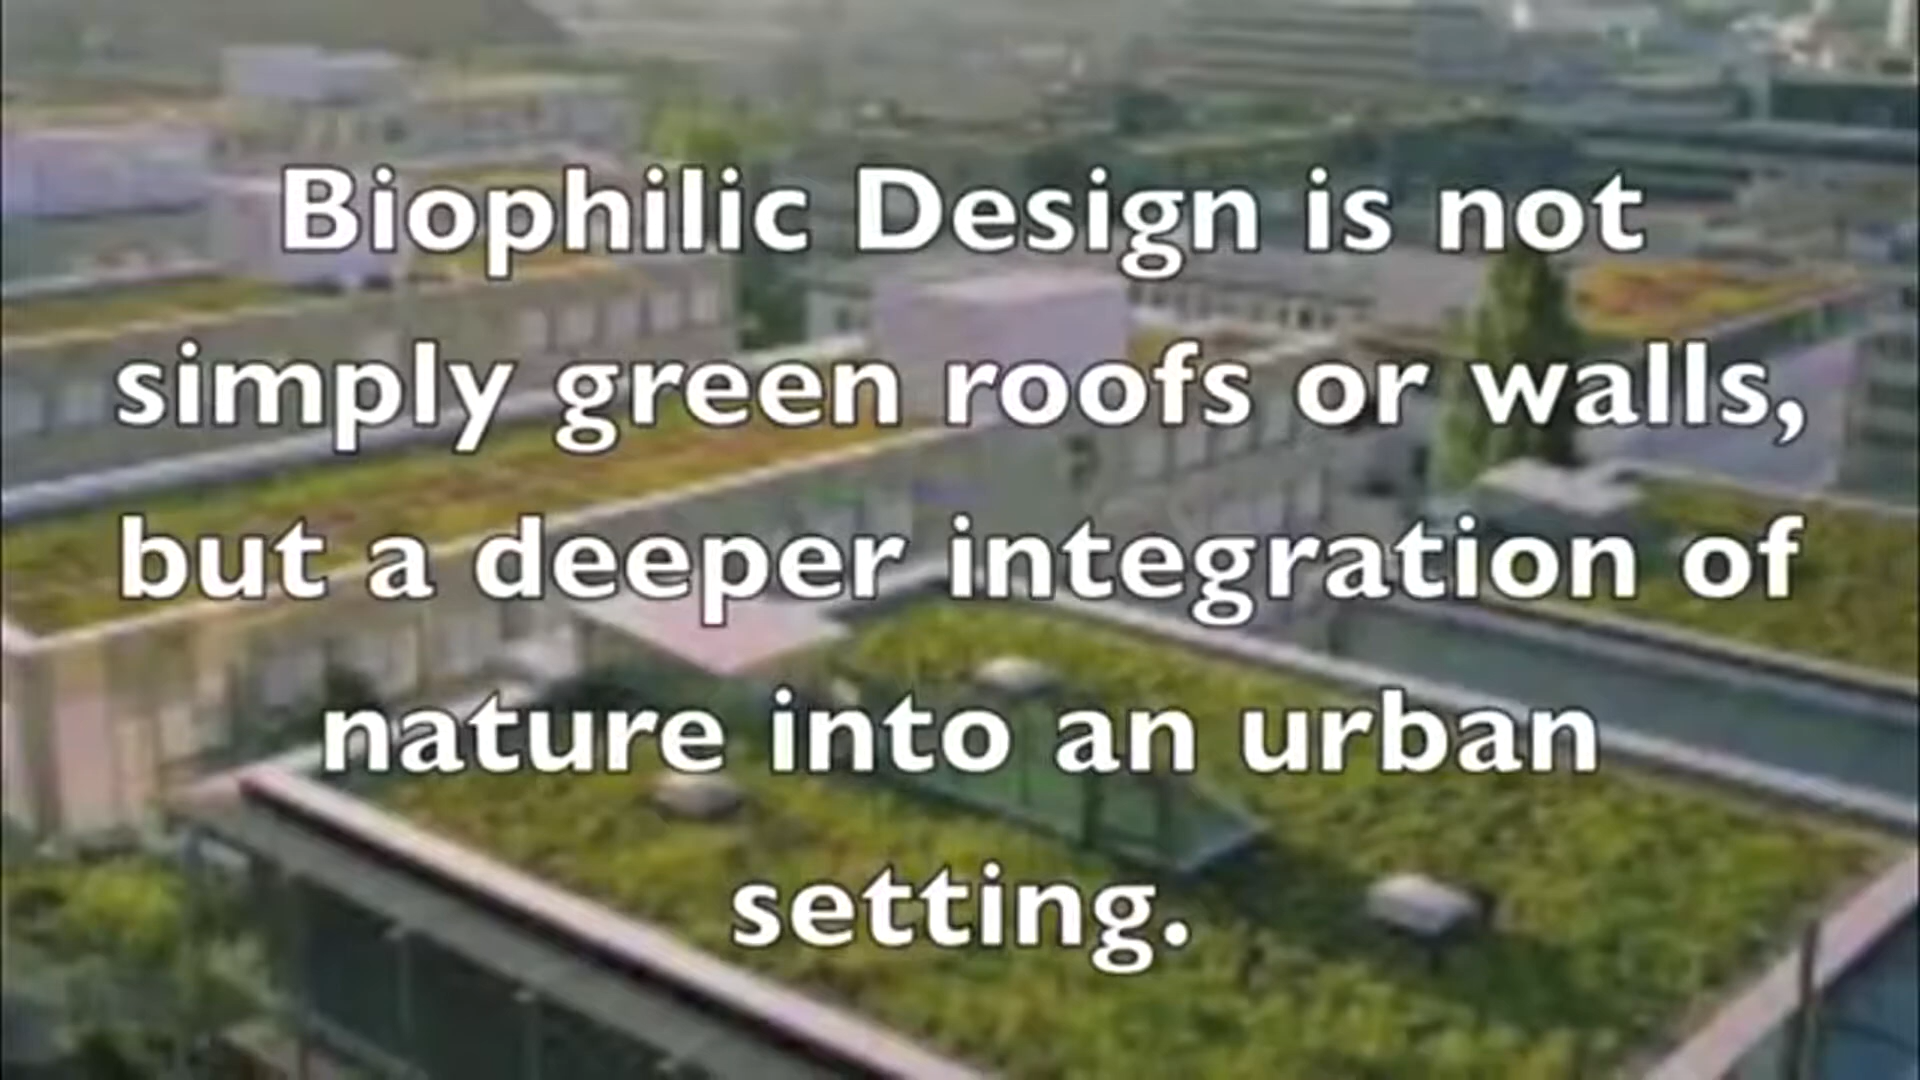 Biophilic Design is not
simply green roofs or walls,
but a deeper integration of
nature into an urban
setting.